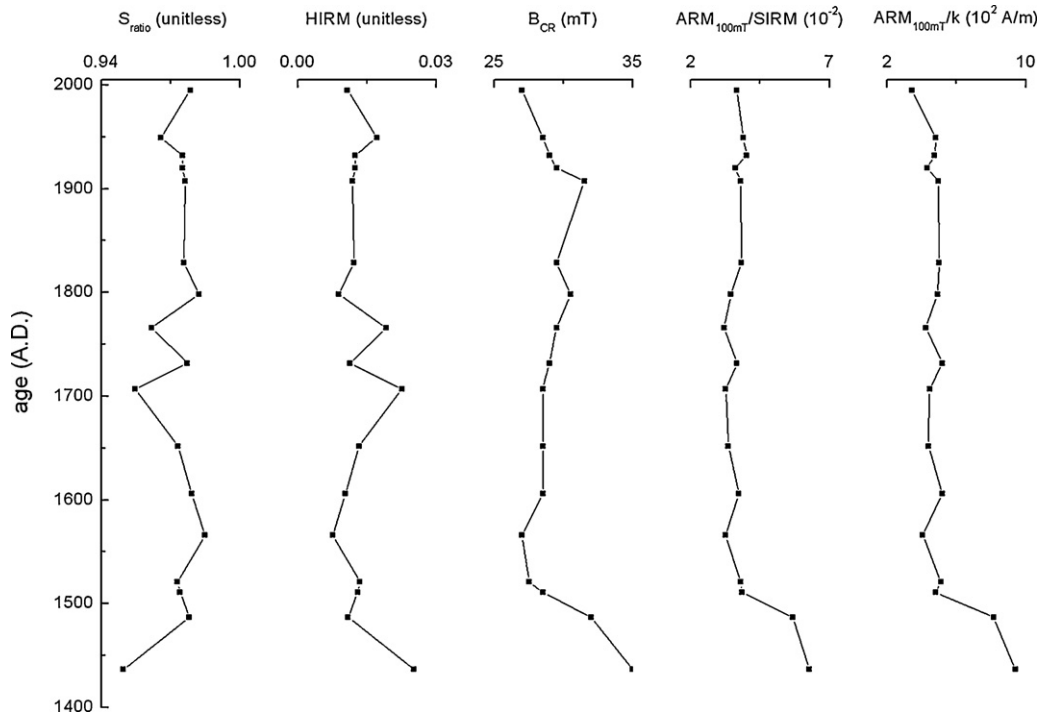 S_ratio (unitless) HIRM (unitless) B_CR (mT) ARM_100mT/SIRM (10^-2) ARM_100mT/k (10^2 A/m)
0.94 1.00 0.00 0.03 25 35 2 7 2 10
2000
1900
1800
1700
1600
1500
1400
age (A.D.)